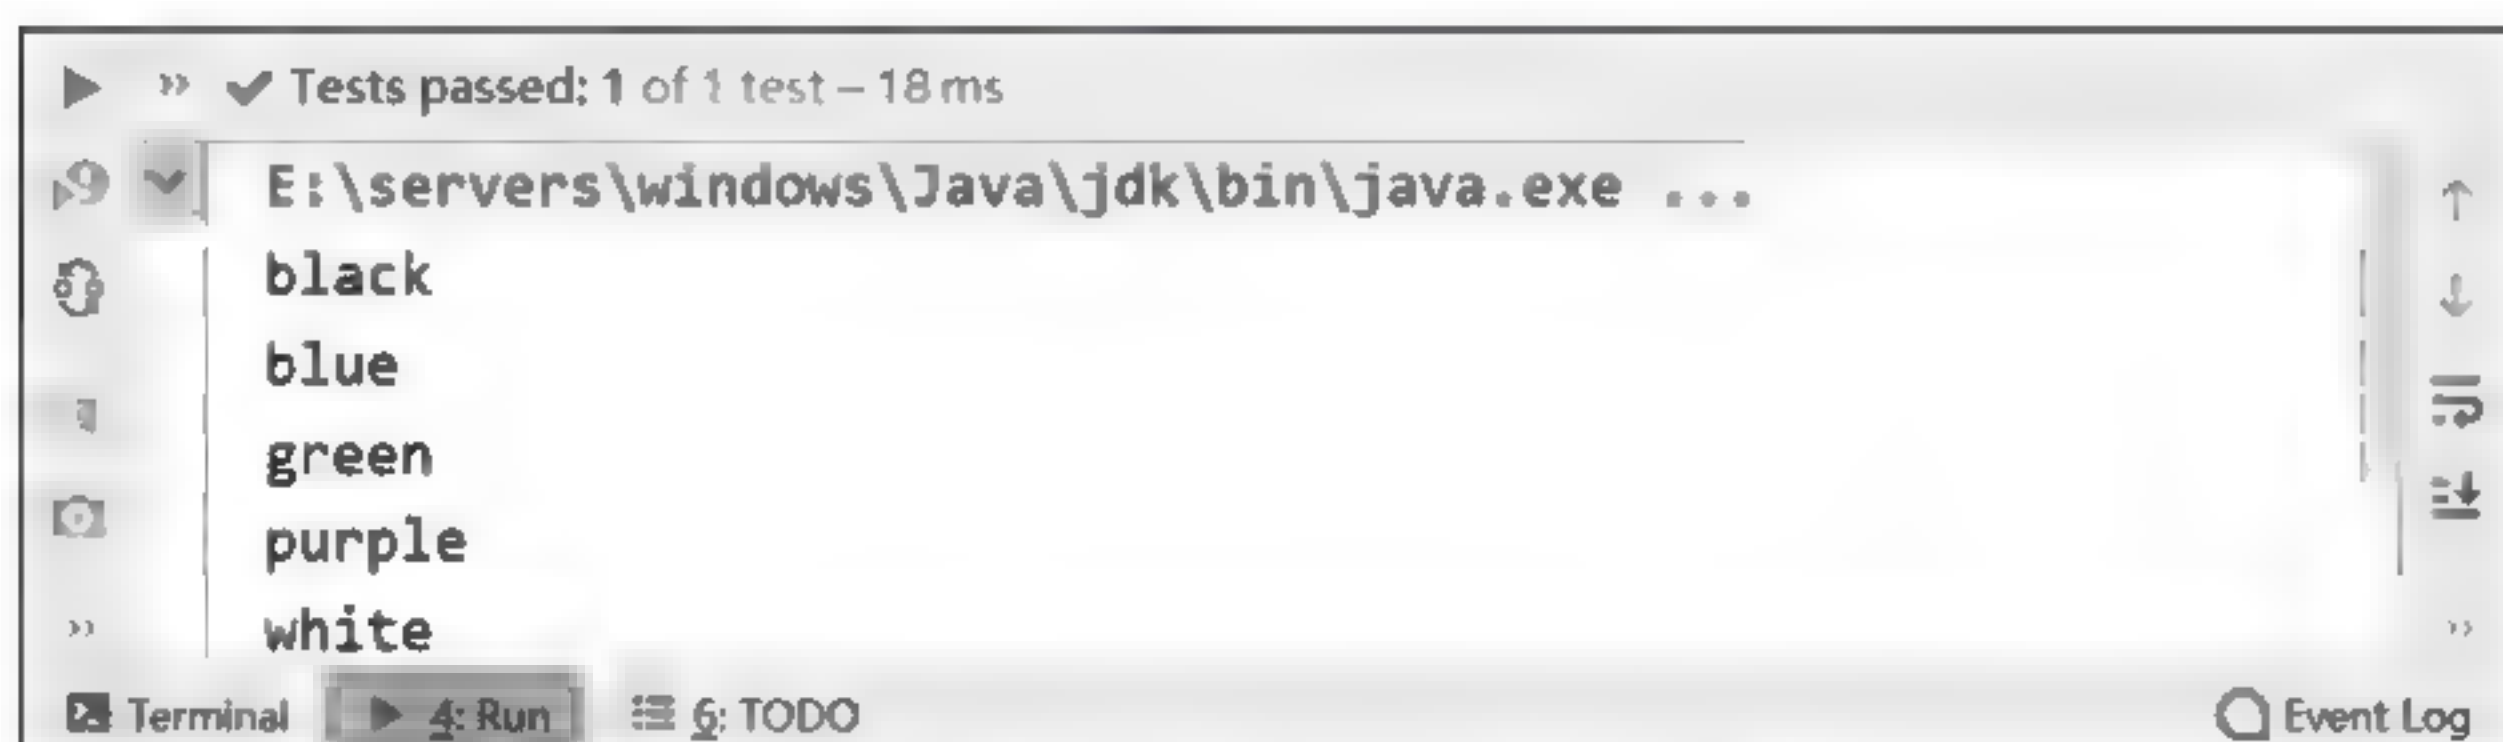 Tests passed: 1 of 1 test – 18 ms
E:\servers\windows\Java\jdk\bin\java.exe ...
black
blue
green
purple
white
Terminal 4: Run 6: TODO Event Log